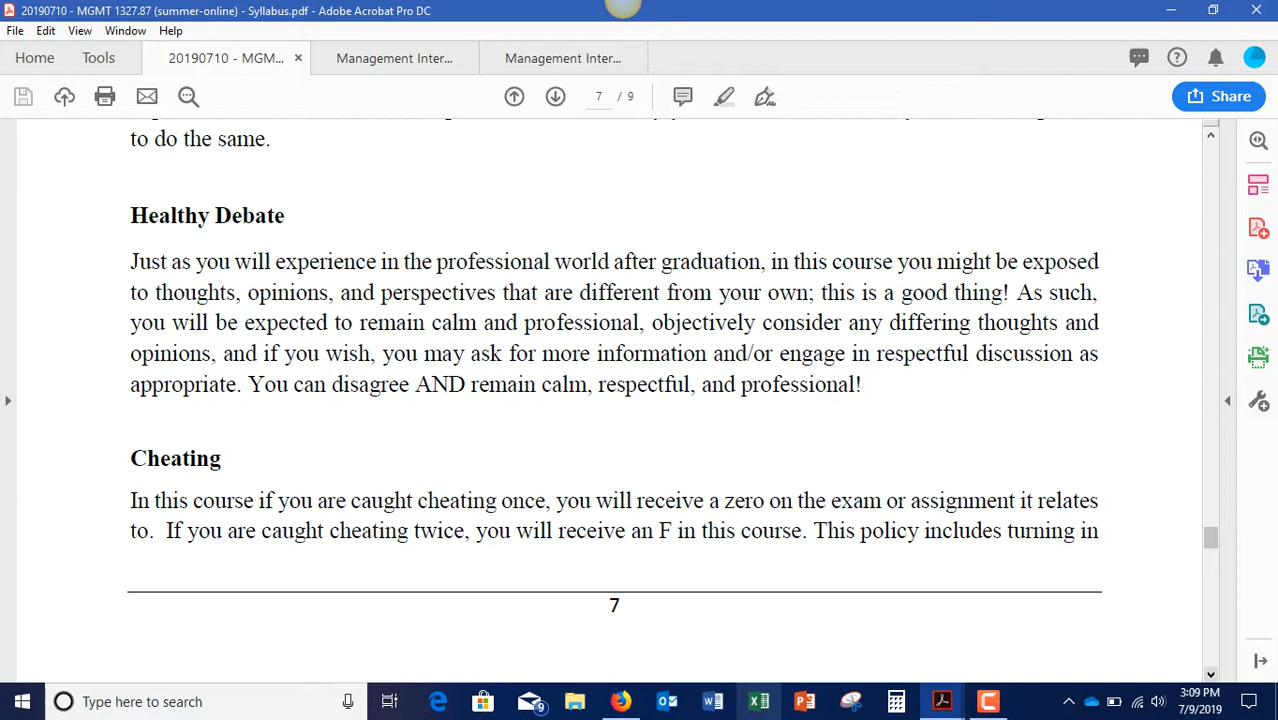 20190710 - MGMT 1327.87 (summer-online) - Syllabus.pdf - Adobe Acrobat Pro DC
File Edit View Window Help
Home Tools 20190710 - MGM... × Management Inter... Management Inter...
7 / 9 Share
to do the same.
Healthy Debate
Just as you will experience in the professional world after graduation, in this course you might be exposed
to thoughts, opinions, and perspectives that are different from your own; this is a good thing! As such,
you will be expected to remain calm and professional, objectively consider any differing thoughts and
opinions, and if you wish, you may ask for more information and/or engage in respectful discussion as
appropriate. You can disagree AND remain calm, respectful, and professional!
Cheating
In this course if you are caught cheating once, you will receive a zero on the exam or assignment it relates
to. If you are caught cheating twice, you will receive an F in this course. This policy includes turning in
7
Type here to search 9 3:09 PM
7/9/2019